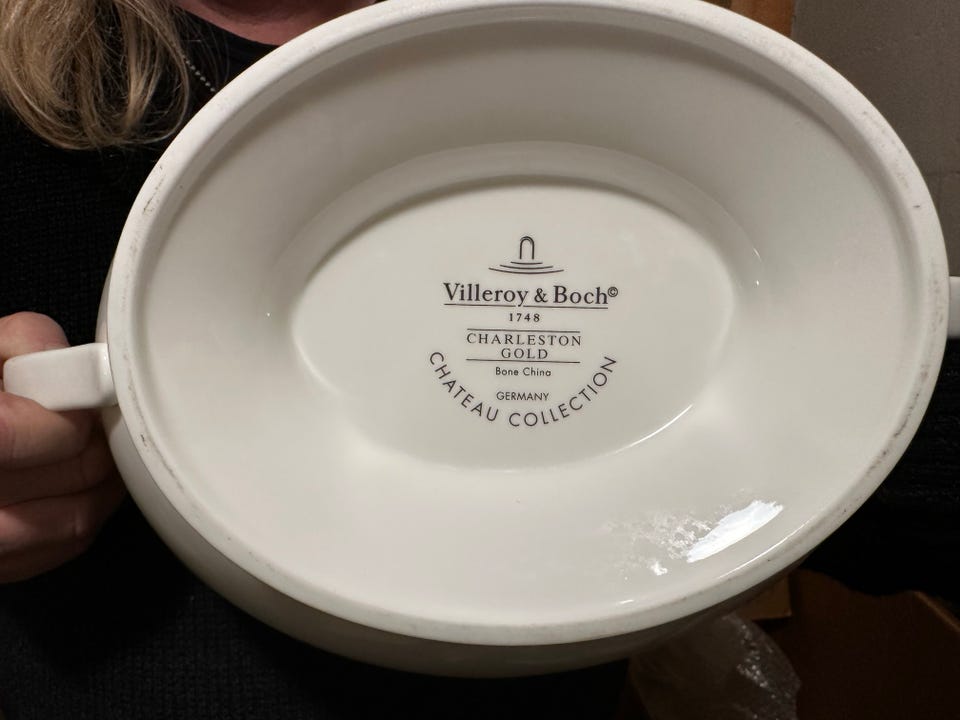 Villeroy & Boch©
1748
CHARLESTON
GOLD
Bone China
GERMANY
CHATEAU COLLECTION